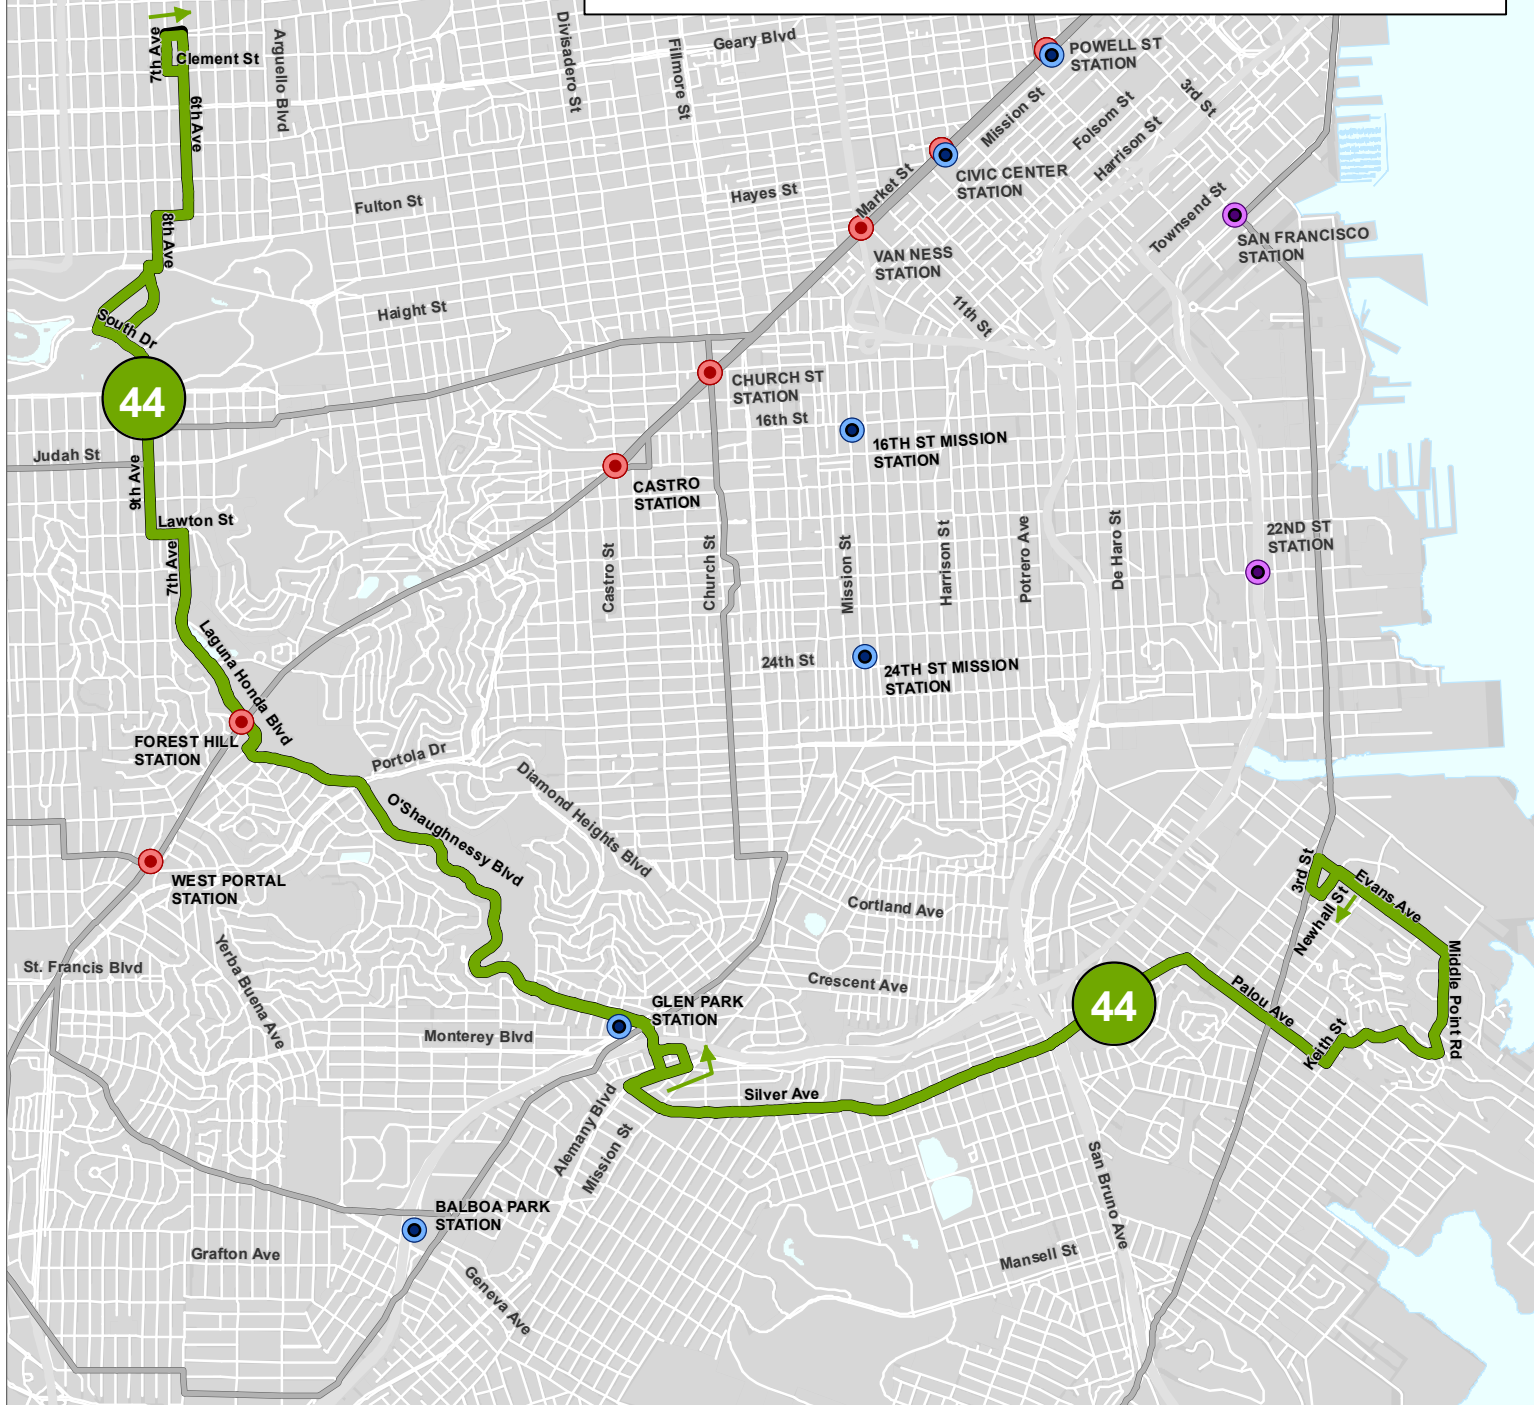 7th Ave
Clement St
Arguello Blvd
6th Ave
Divisadero St
Fillmore St
Geary Blvd
POWELL ST
STATION
Mission St
3rd St
Folsom St
Harrison St
CIVIC CENTER
STATION
Market St
Hayes St
Fulton St
8th Ave
Townsend St
SAN FRANCISCO
STATION
VAN NESS
STATION
11th St
Haight St
South Dr
44
CHURCH ST
STATION
16th St
16TH ST MISSION
STATION
Judah St
9th Ave
CASTRO
STATION
Lawton St
7th Ave
Castro St
Church St
Mission St
Harrison St
Potrero Ave
De Haro St
22ND ST
STATION
Laguna Honda Blvd
24th St
24TH ST MISSION
STATION
FOREST HILL
STATION
Portola Dr
Diamond Heights Blvd
O'Shaughnessy Blvd
WEST PORTAL
STATION
3rd St
Evans Ave
Newhall St
Cortland Ave
St. Francis Blvd
Yerba Buena Ave
Crescent Ave
Middle Point Rd
Palou Ave
GLEN PARK
STATION
44
Monterey Blvd
Keith St
Silver Ave
Alemany Blvd
Mission St
San Bruno Ave
BALBOA PARK
STATION
Grafton Ave
Mansell St
Geneva Ave